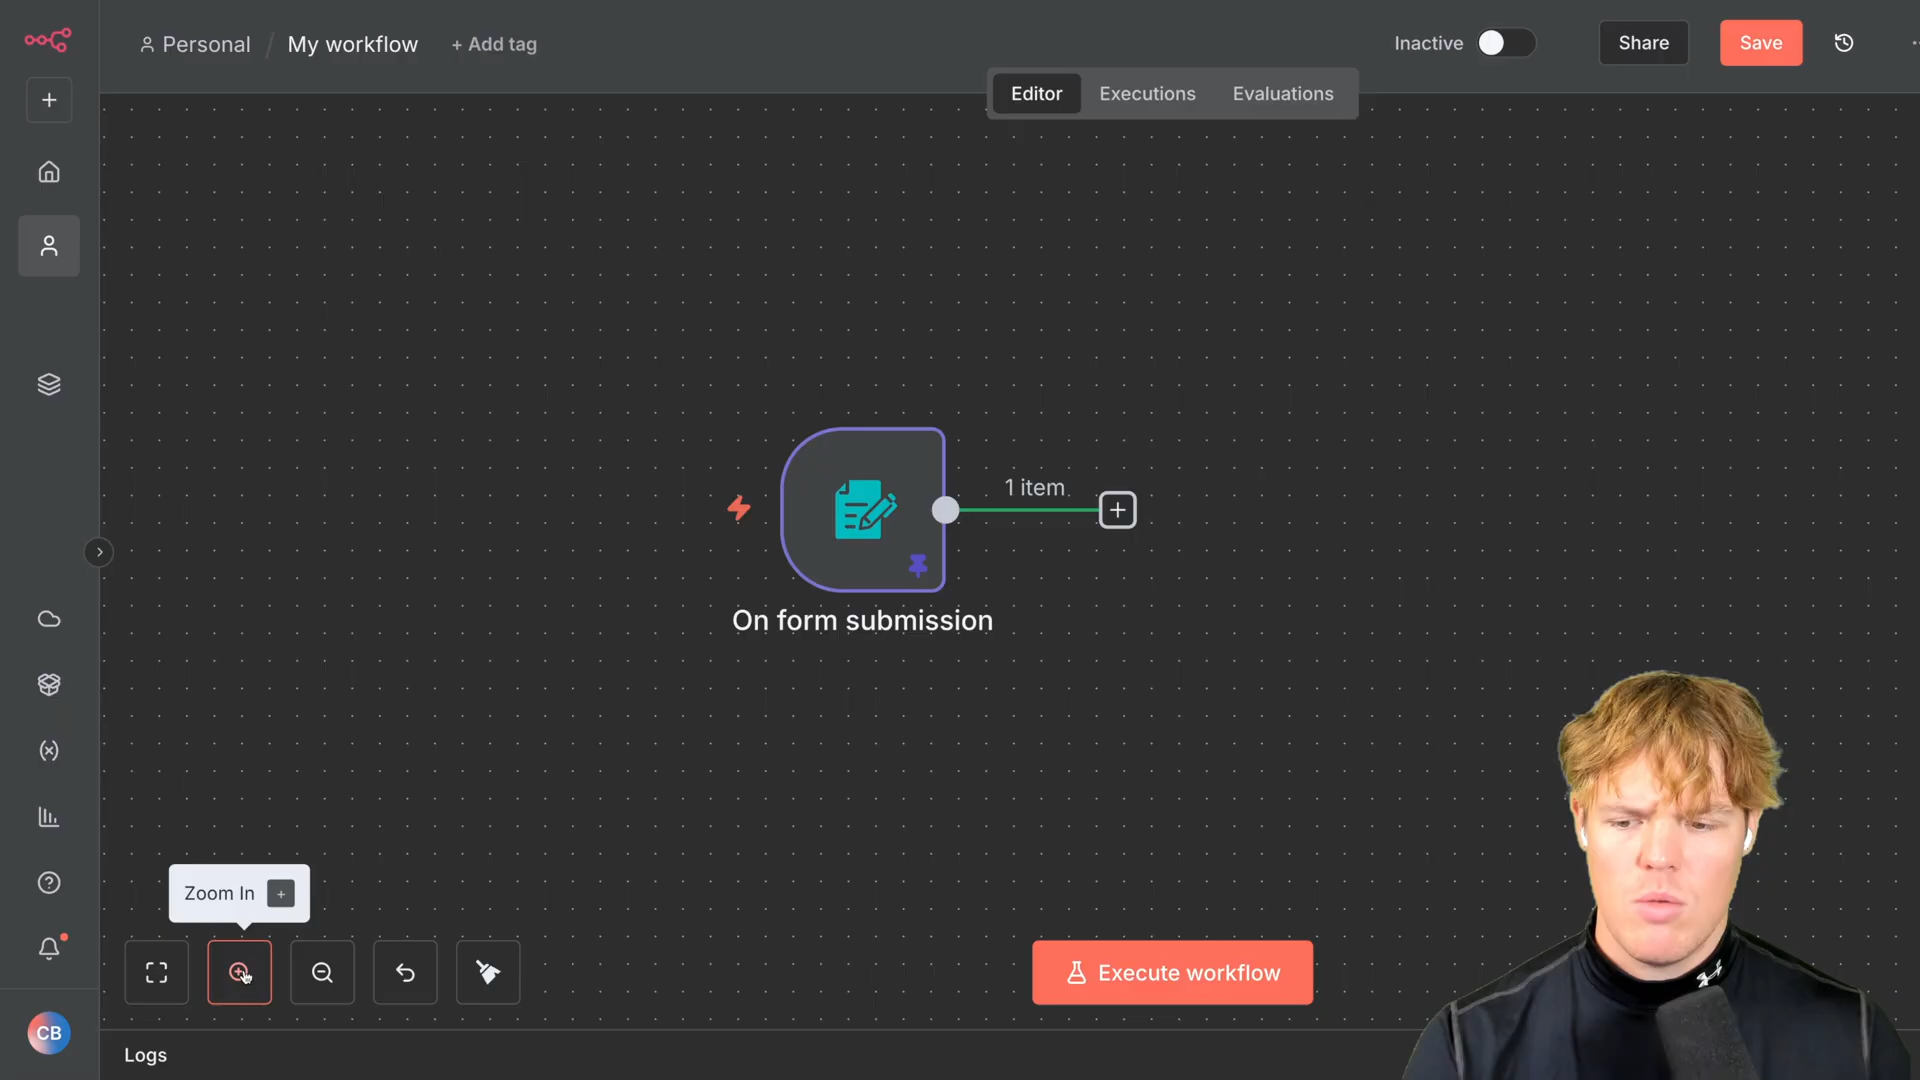 Personal / My workflow + Add tag
Inactive
Share
Save
Editor
Executions
Evaluations
1 item
On form submission
Zoom In +
Execute workflow
CB
Logs